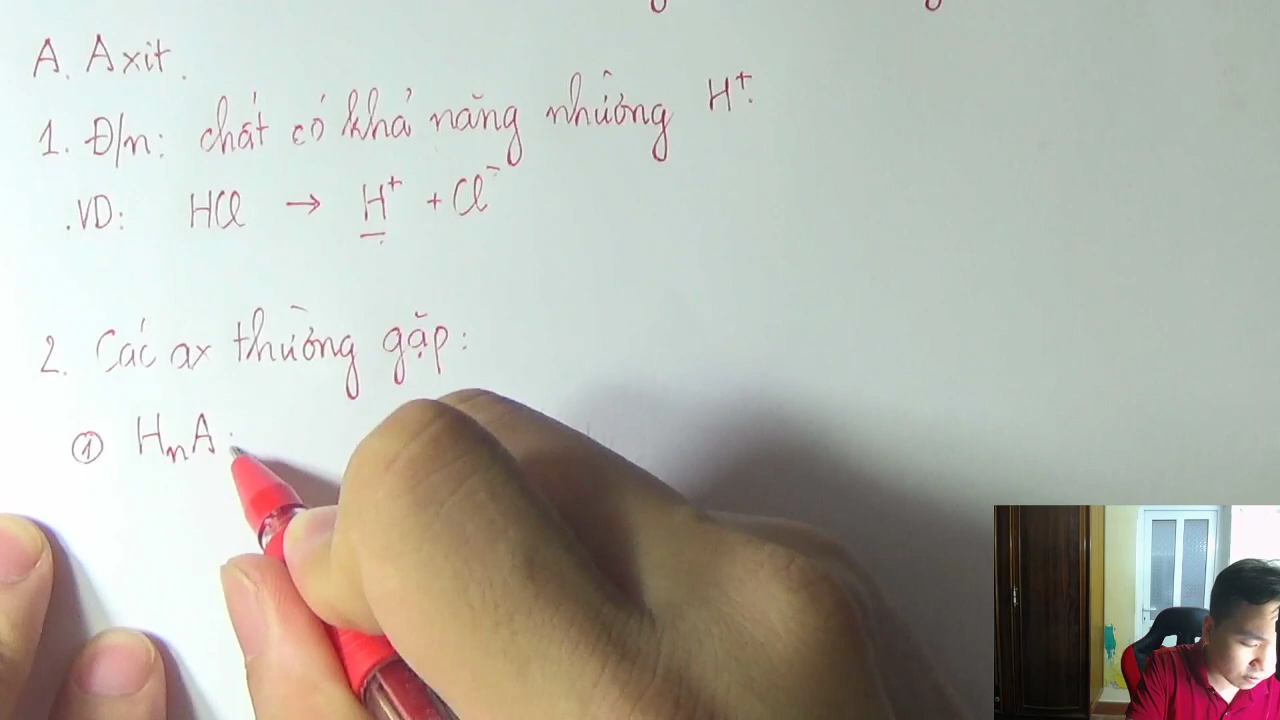 A. Axit.
1. Đ/n: chất có khả năng nhường H⁺.
.VD: HCl → H⁺ + Cl⁻
2. Các ax thường gặp:
① HₙA: